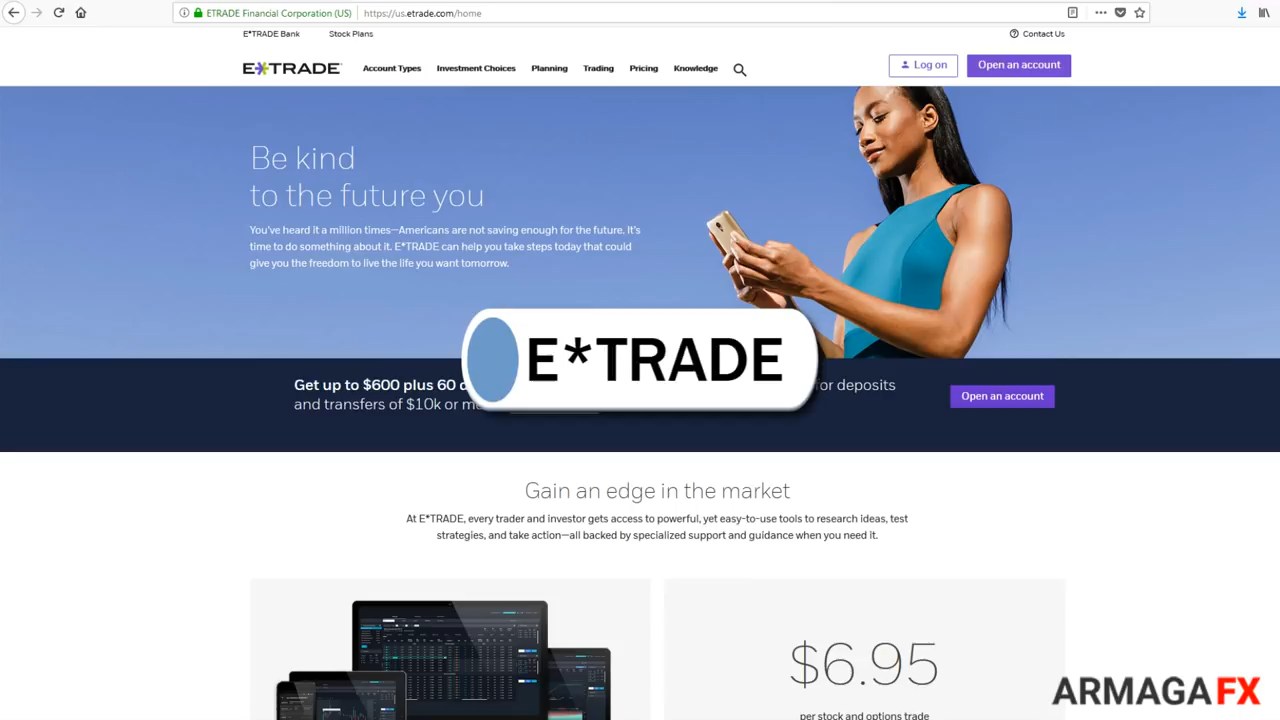 ETRADE Financial Corporation (US)
https://us.etrade.com/home
E*TRADE Bank
Stock Plans
Contact Us
E*TRADE
Account Types
Investment Choices
Planning
Trading
Pricing
Knowledge
Log on
Open an account
Be kind
to the future you
You've heard it a million times—Americans are not saving enough for the future. It's
time to do something about it. E*TRADE can help you take steps today that could
give you the freedom to live the life you want tomorrow.
E*TRADE
Get up to $600 plus 60 for deposits
and transfers of $10k or
Open an account
Gain an edge in the market
At E*TRADE, every trader and investor gets access to powerful, yet easy-to-use tools to research ideas, test
strategies, and take action—all backed by specialized support and guidance when you need it.
$6.95
per stock and options trade
ARMAGA FX